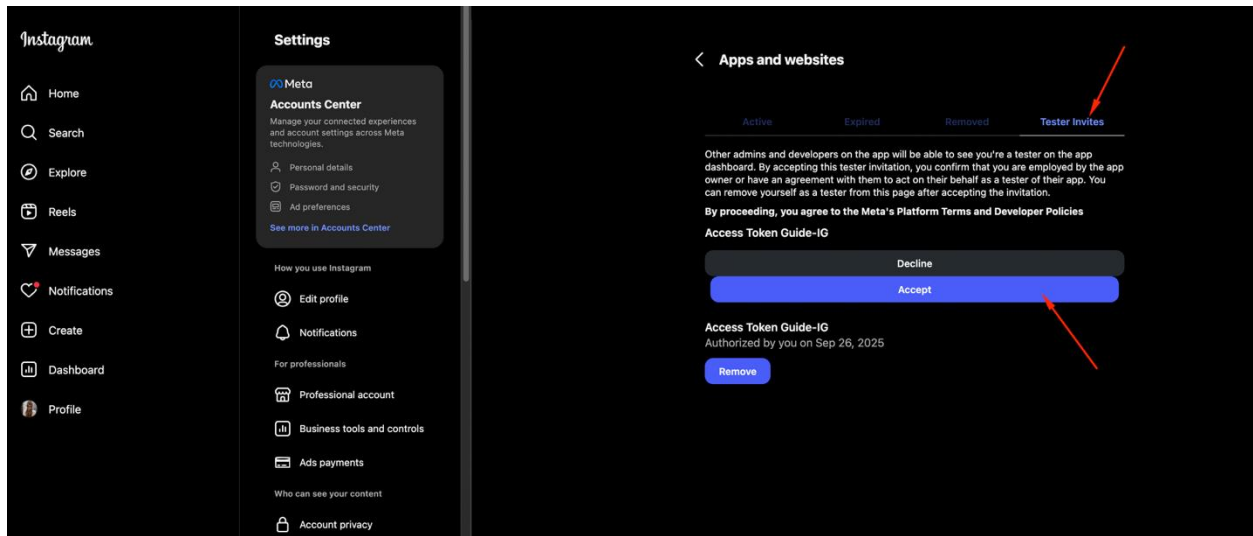 Instagram
Home
Search
Explore
Reels
Messages
Notifications
Create
Dashboard
Profile
Settings
Meta
Accounts Center
Manage your connected experiences
and account settings across Meta
technologies.
Personal details
Password and security
Ad preferences
See more in Accounts Center
How you use Instagram
Edit profile
Notifications
For professionals
Professional account
Business tools and controls
Ads payments
Who can see your content
Account privacy
Apps and websites
Active Expired Removed Tester Invites
Other admins and developers on the app will be able to see you're a tester on the app
dashboard. By accepting this tester invitation, you confirm that you are employed by the app
owner or have an agreement with them to act on their behalf as a tester of their app. You
can remove yourself as a tester from this page after accepting the invitation.
By proceeding, you agree to the Meta's Platform Terms and Developer Policies
Access Token Guide-IG
Decline
Accept
Access Token Guide-IG
Authorized by you on Sep 26, 2025
Remove